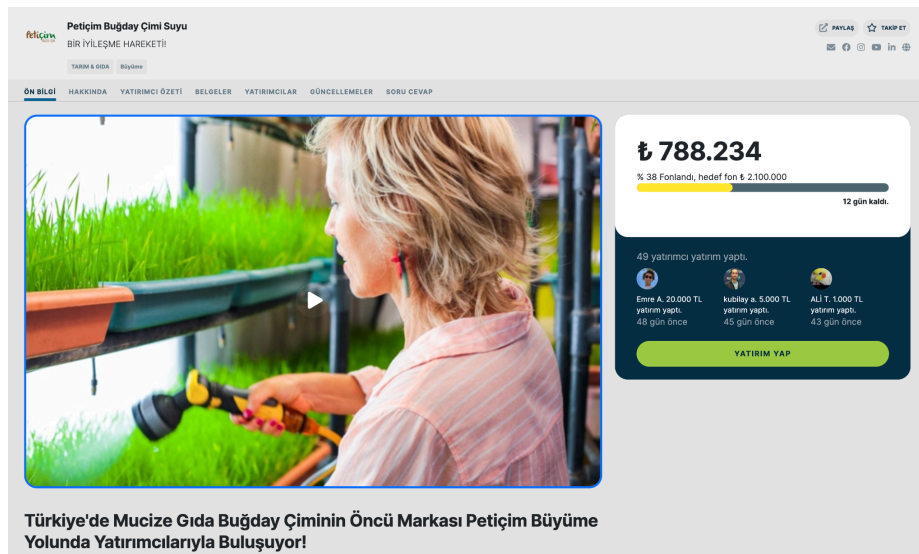 Petiçim
Petiçim Buğday Çimi Suyu
BİR İYİLEŞME HAREKETİ!
TARIM & GIDA
Büyüme
PAYLAŞ
TAKİP ET
ÖN BİLGİ
HAKKINDA
YATIRIMCI ÖZETİ
BELGELER
YATIRIMCILAR
GÜNCELLEMELER
SORU CEVAP
₺ 788.234
% 38 Fonlandı, hedef fon ₺ 2.100.000
12 gün kaldı.
49 yatırımcı yatırım yaptı.
Emre A. 20.000 TL
yatırım yaptı.
48 gün önce
kubilay a. 5.000 TL
yatırım yaptı.
45 gün önce
ALİ T. 1.000 TL
yatırım yaptı.
43 gün önce
YATIRIM YAP
Türkiye'de Mucize Gıda Buğday Çiminin Öncü Markası Petiçim Büyüme
Yolunda Yatırımcılarıyla Buluşuyor!